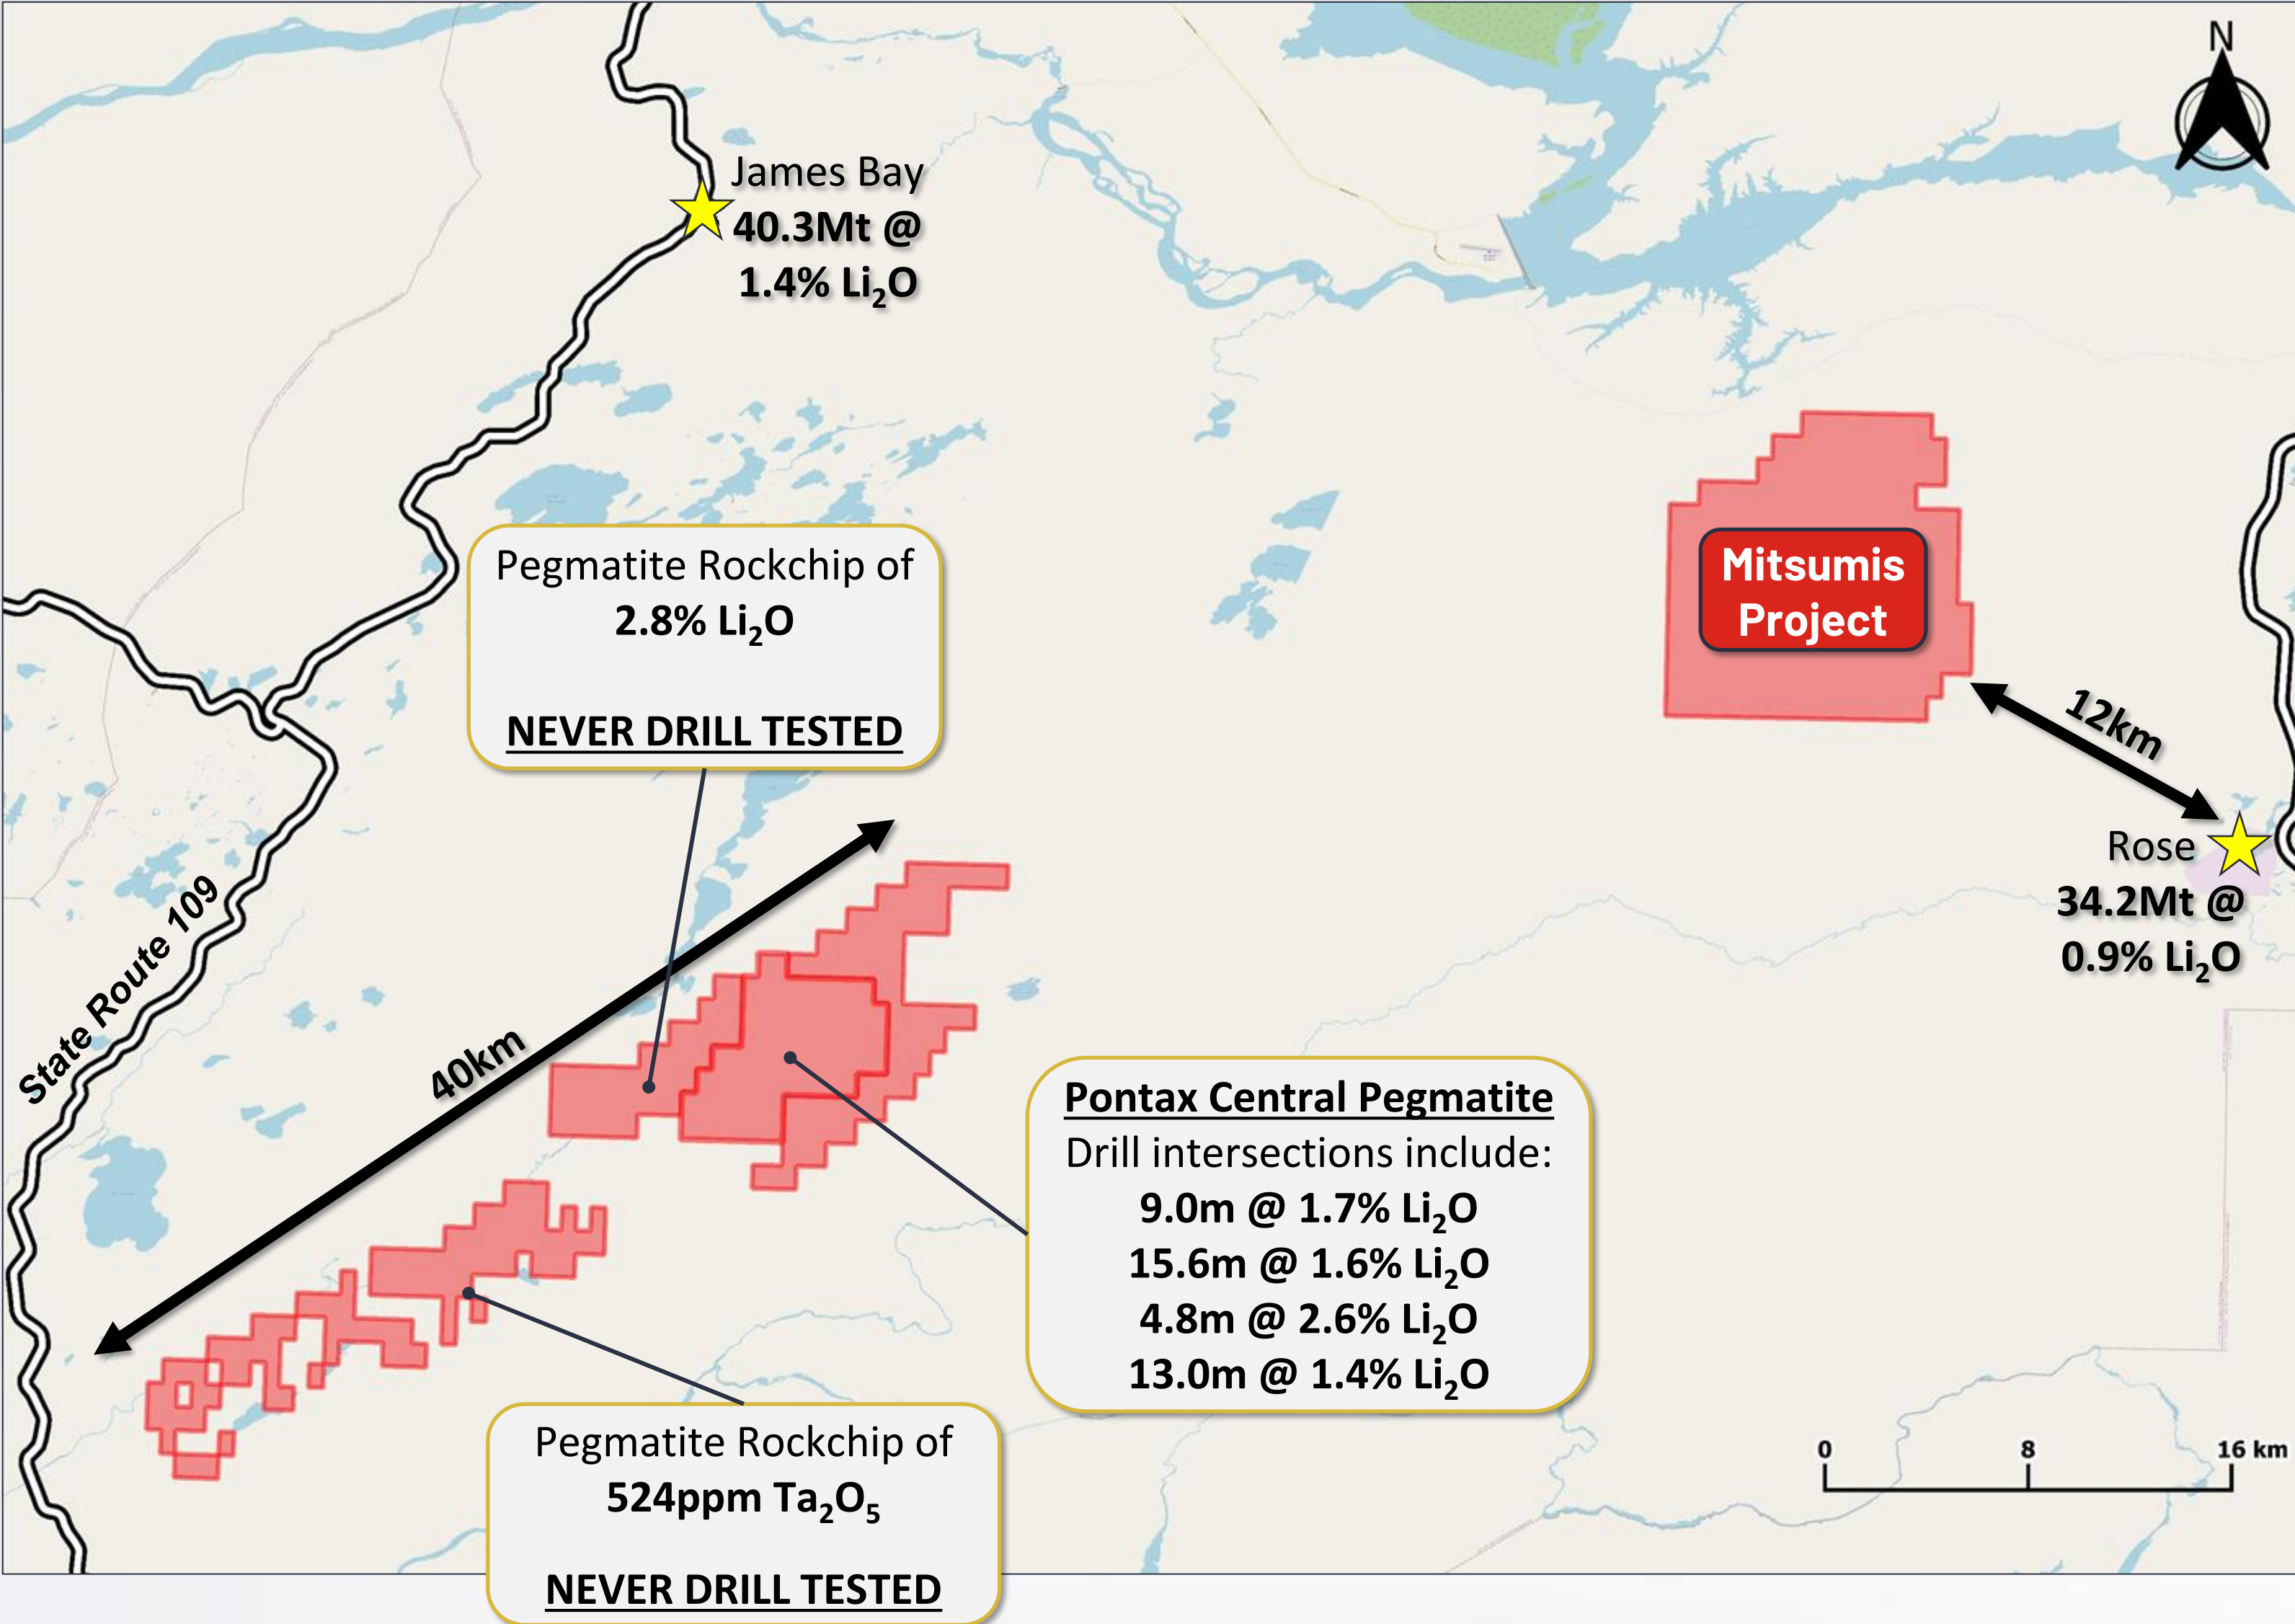 N
James Bay
40.3Mt @
1.4% Li₂O
Pegmatite Rockchip of
2.8% Li₂O
NEVER DRILL TESTED
Mitsumis
Project
12km
Rose
34.2Mt @
0.9% Li₂O
State Route 109
40km
Pontax Central Pegmatite
Drill intersections include:
9.0m @ 1.7% Li₂O
15.6m @ 1.6% Li₂O
4.8m @ 2.6% Li₂O
13.0m @ 1.4% Li₂O
Pegmatite Rockchip of
524ppm Ta₂O₅
NEVER DRILL TESTED
0 8 16 km